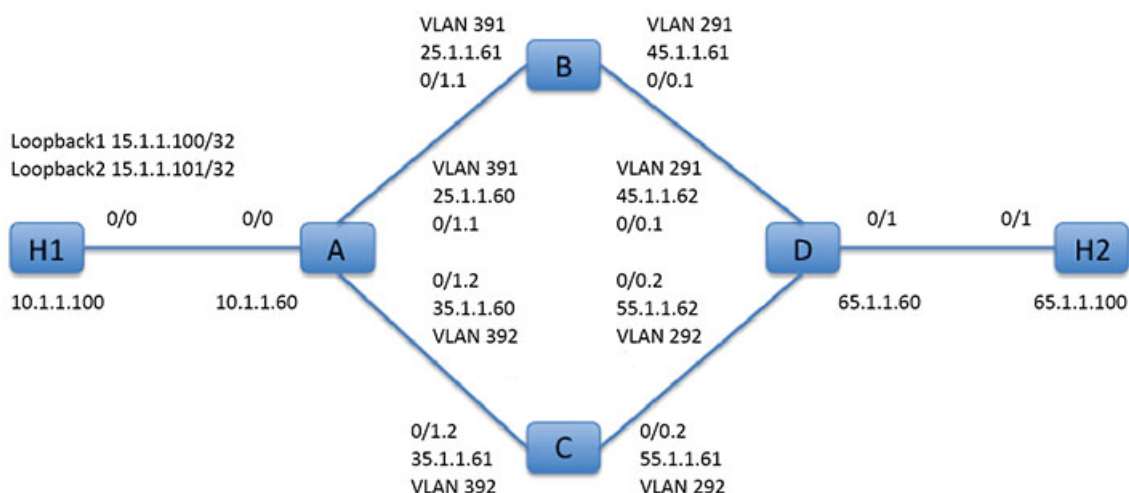 VLAN 391
25.1.1.61
0/1.1
B
VLAN 291
45.1.1.61
0/0.1
Loopback1 15.1.1.100/32
Loopback2 15.1.1.101/32
VLAN 391
25.1.1.60
0/1.1
VLAN 291
45.1.1.62
0/0.1
H1
0/0
0/0
A
D
0/1
0/1
H2
10.1.1.100
10.1.1.60
0/1.2
35.1.1.60
VLAN 392
0/0.2
55.1.1.62
VLAN 292
65.1.1.60
65.1.1.100
0/1.2
35.1.1.61
VLAN 392
C
0/0.2
55.1.1.61
VLAN 292